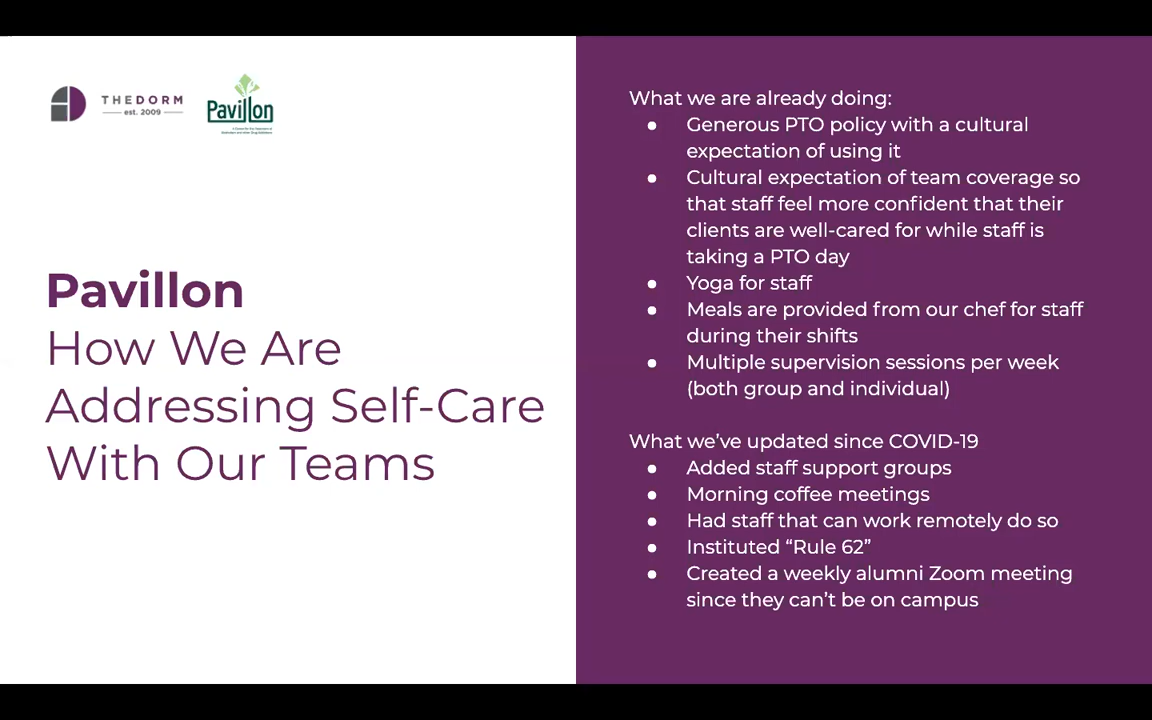 THEDORM
est. 2009
Pavillon
Pavillon
How We Are
Addressing Self-Care
With Our Teams
What we are already doing:
● Generous PTO policy with a cultural
expectation of using it
● Cultural expectation of team coverage so
that staff feel more confident that their
clients are well-cared for while staff is
taking a PTO day
● Yoga for staff
● Meals are provided from our chef for staff
during their shifts
● Multiple supervision sessions per week
(both group and individual)
What we’ve updated since COVID-19
● Added staff support groups
● Morning coffee meetings
● Had staff that can work remotely do so
● Instituted “Rule 62”
● Created a weekly alumni Zoom meeting
since they can’t be on campus